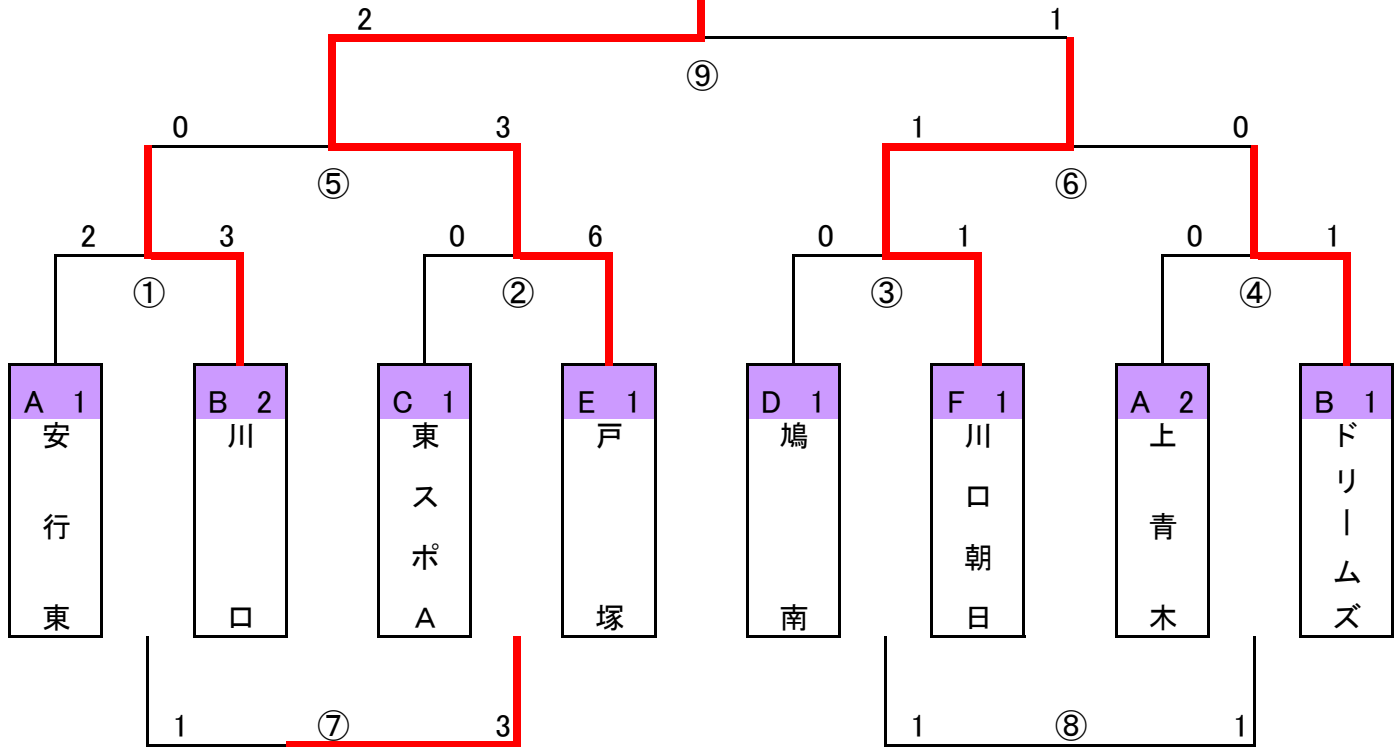 2 1
⑨
0 3 1 0
⑤ ⑥
2 3 0 6 0 1 0 1
① ② ③ ④
A 1 B 2 C 1 E 1 D 1 F 1 A 2 B 1
安行東
川口
東スポA
戸塚
鳩南
川口朝日
上青木
ドリームズ
1 ⑦ 3 1 ⑧ 1